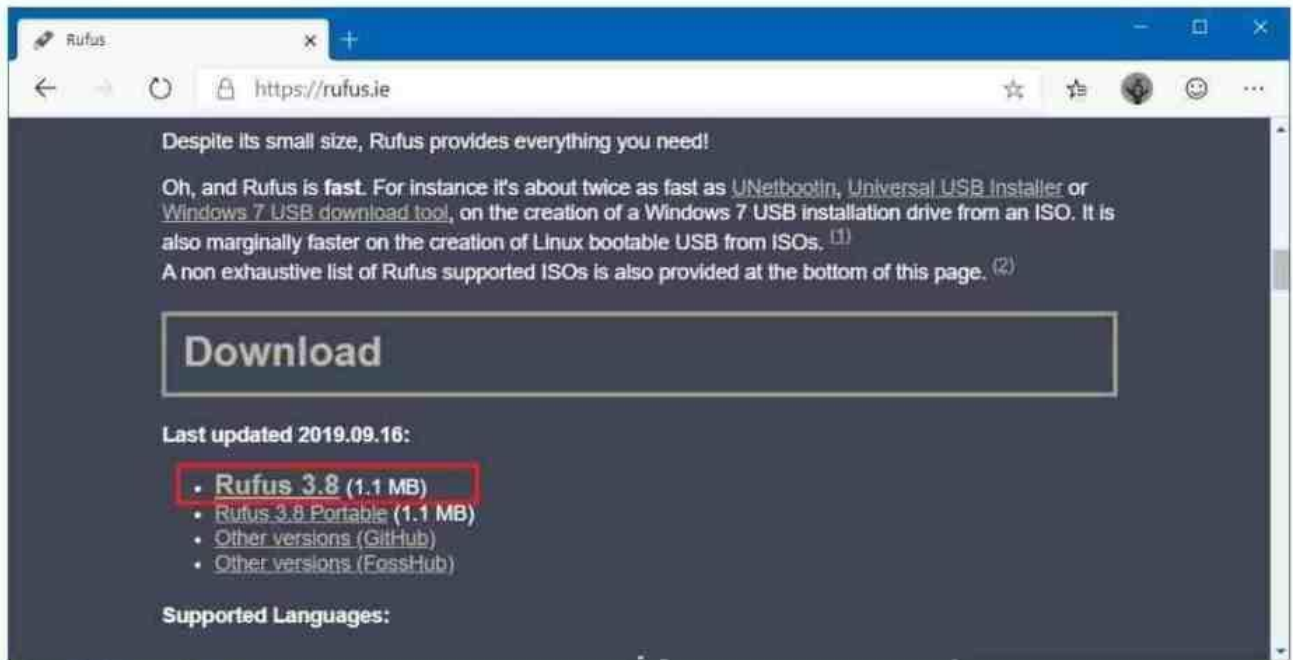 Rufus
https://rufus.ie
Despite its small size, Rufus provides everything you need!
Oh, and Rufus is fast. For instance it's about twice as fast as UNetbootin, Universal USB Installer or
Windows 7 USB download tool, on the creation of a Windows 7 USB installation drive from an ISO. It is
also marginally faster on the creation of Linux bootable USB from ISOs. (1)
A non exhaustive list of Rufus supported ISOs is also provided at the bottom of this page. (2)
Download
Last updated 2019.09.16:
• Rufus 3.8 (1.1 MB)
• Rufus 3.8 Portable (1.1 MB)
• Other versions (GitHub)
• Other versions (FossHub)
Supported Languages: